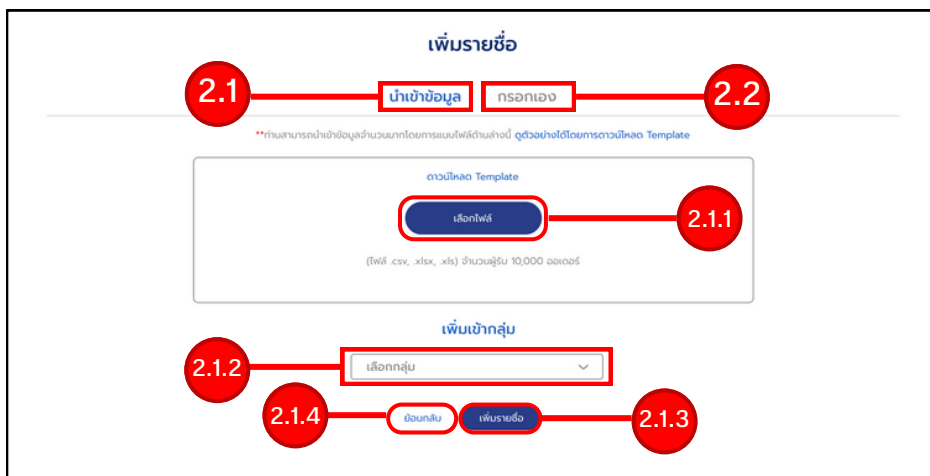 เพิ่มรายชื่อ
2.1 นำเข้าข้อมูล กรอกเอง 2.2
**ท่านสามารถนำเข้าข้อมูลจำนวนมากโดยการแนบไฟล์ด้านล่างนี้ ดูตัวอย่างได้โดยการดาวน์โหลด Template
ดาวน์โหลด Template
เลือกไฟล์ 2.1.1
(ไฟล์ .csv, .xlsx, .xls) จำนวนผู้รับ 10,000 ออเดอร์
เพิ่มเข้ากลุ่ม
2.1.2 เลือกกลุ่ม
2.1.4 ย้อนกลับ เพิ่มรายชื่อ 2.1.3